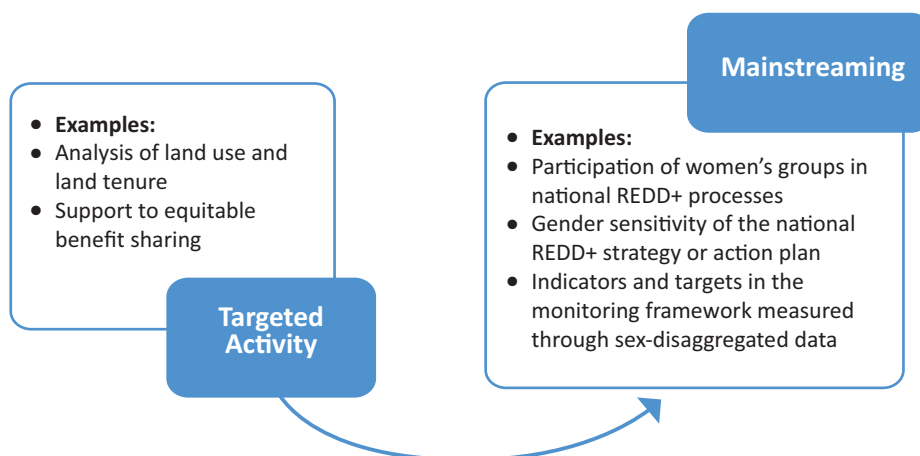 • Examples:
• Analysis of land use and
land tenure
• Support to equitable
benefit sharing
Targeted
Activity
Mainstreaming
• Examples:
• Participation of women’s groups in
national REDD+ processes
• Gender sensitivity of the national
REDD+ strategy or action plan
• Indicators and targets in the
monitoring framework measured
through sex-disaggregated data